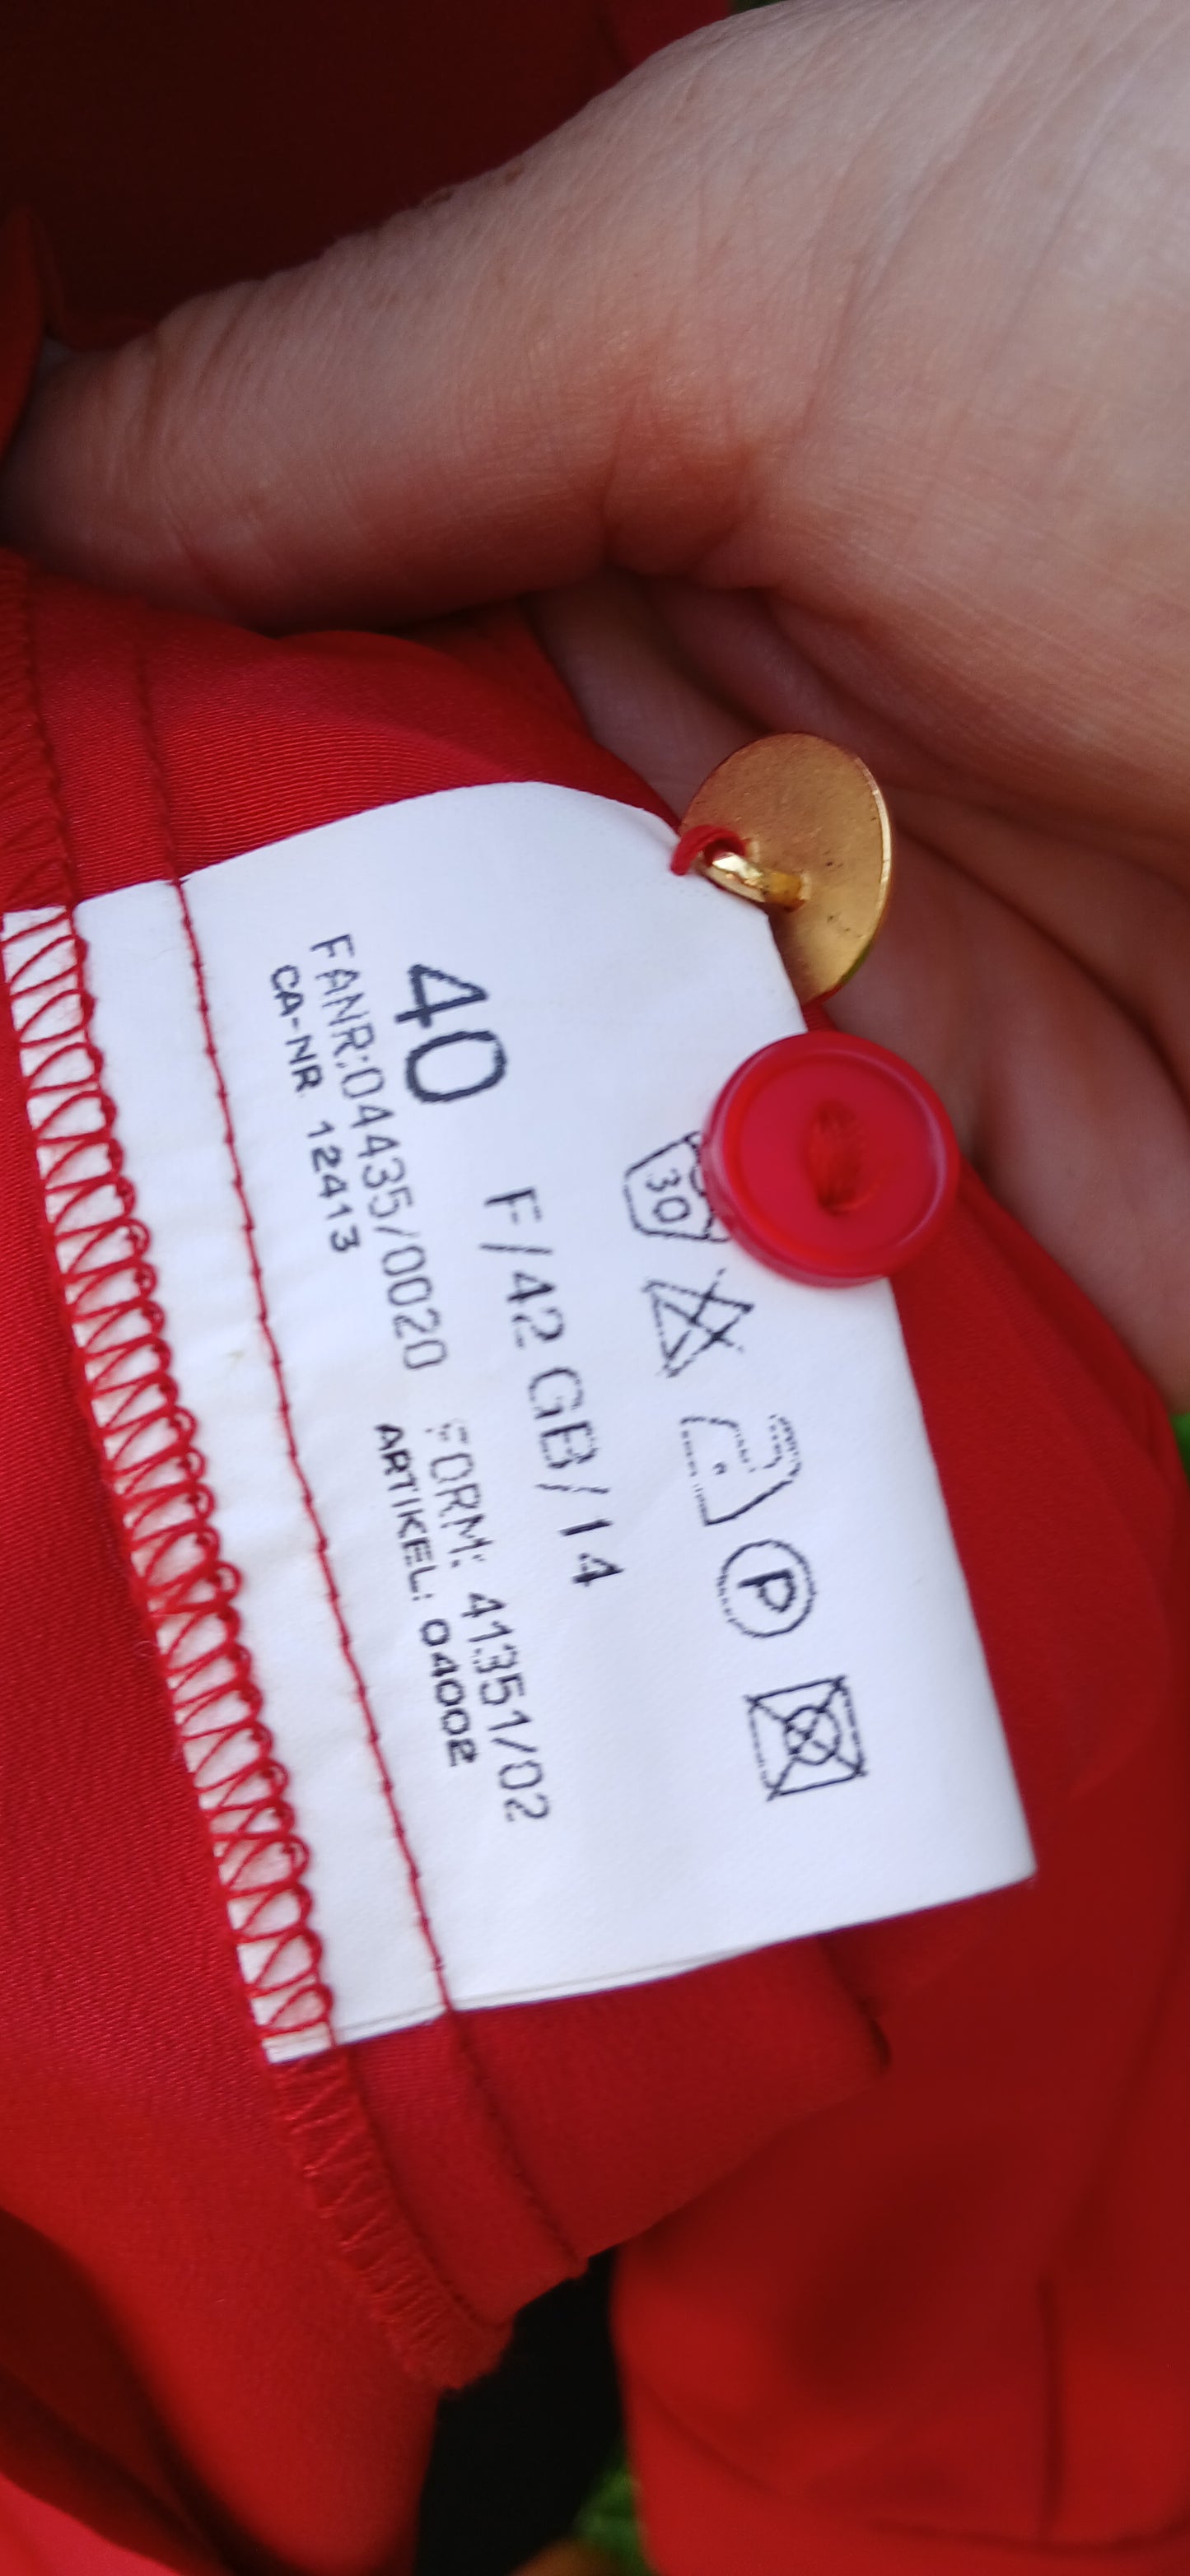 30 P
40 F/42 GB/14
FANR:04435/0020 FORM: 41351/02
CA-NR. 12413 ARTIKEL: 04002